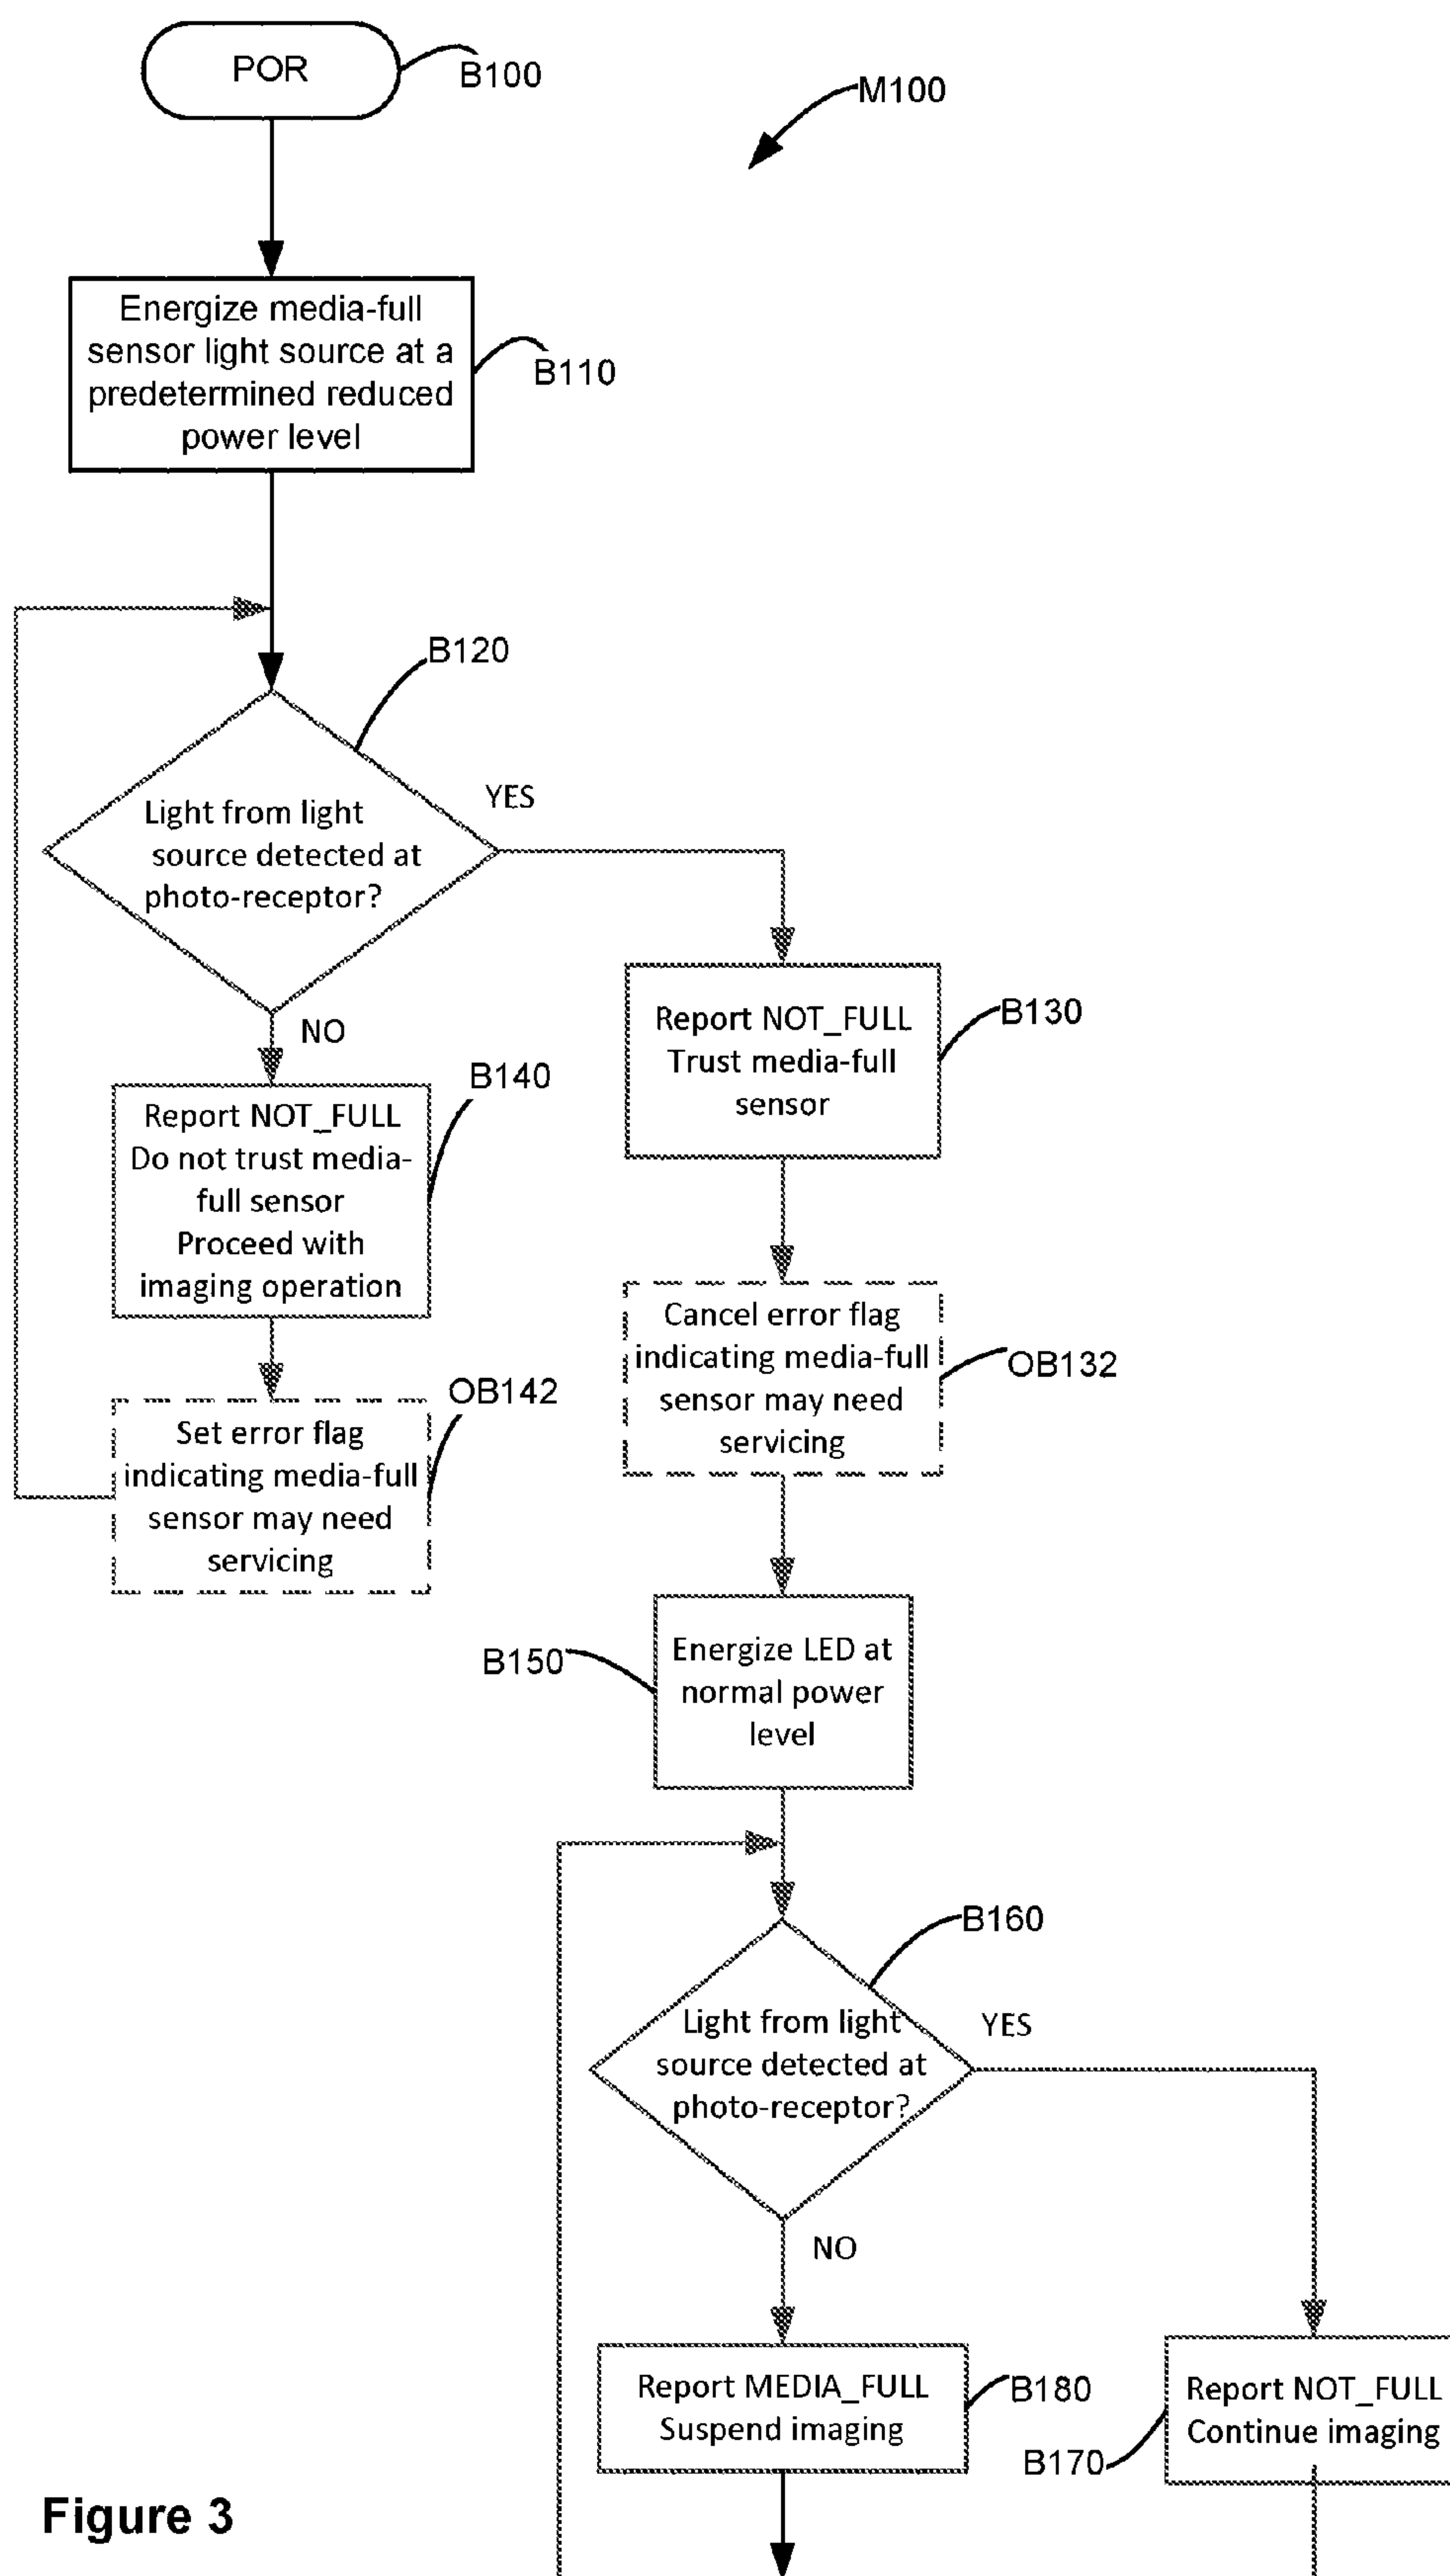 POR
B100
M100
Energize media-full
sensor light source at a
predetermined reduced
power level
B110
B120
Light from light
source detected at
photo-receptor?
YES
NO
Report NOT_FULL
Trust media-full
sensor
B130
B140
Report NOT_FULL
Do not trust media-
full sensor
Proceed with
imaging operation
Cancel error flag
indicating media-full
sensor may need
servicing
OB132
OB142
Set error flag
indicating media-full
sensor may need
servicing
B150
Energize LED at
normal power
level
B160
Light from light
source detected at
photo-receptor?
YES
NO
Report MEDIA_FULL
Suspend imaging
B180
Report NOT_FULL
Continue imaging
B170
Figure 3